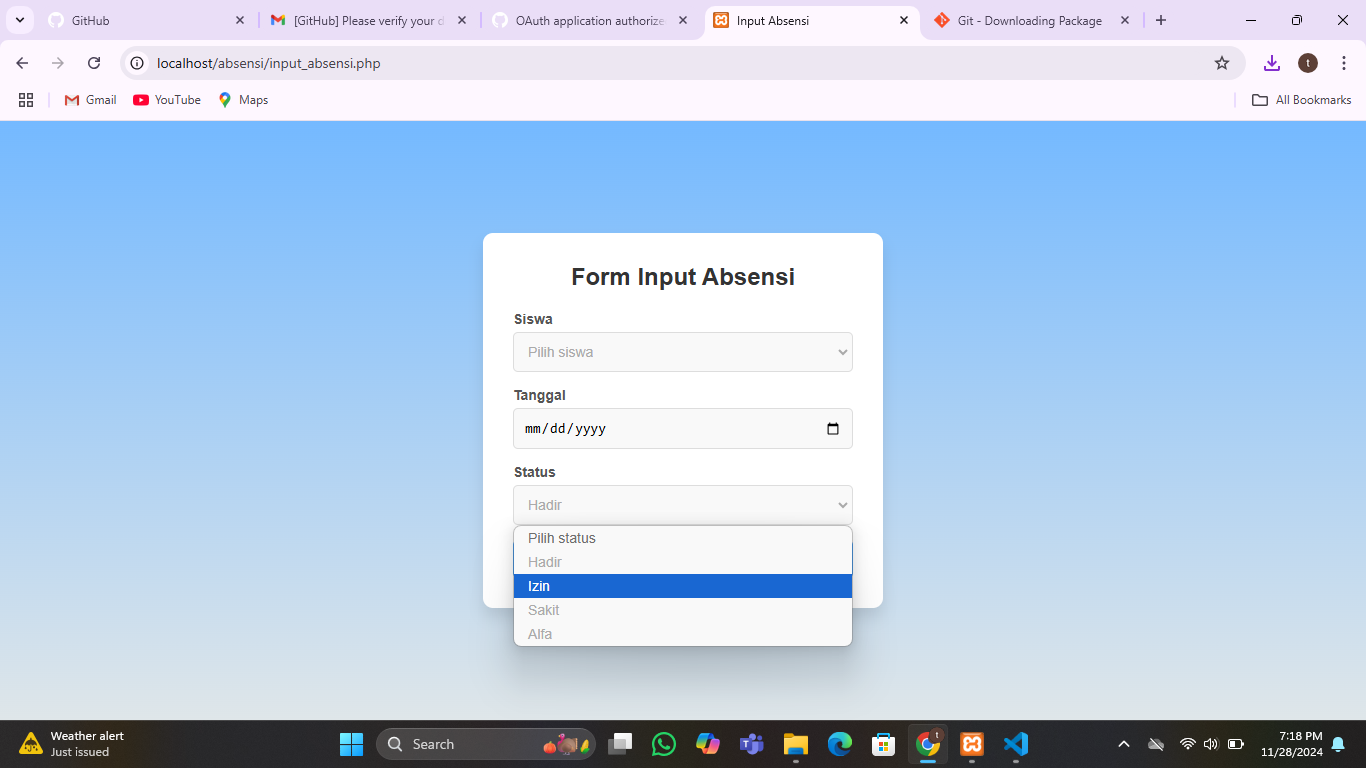 GitHub
[GitHub] Please verify your d
OAuth application authorize
Input Absensi
Git - Downloading Package
localhost/absensi/input_absensi.php
t
Gmail
YouTube
Maps
All Bookmarks
Form Input Absensi
Siswa
Pilih siswa
Tanggal
mm/dd/yyyy
Status
Hadir
Pilih status
Hadir
Izin
Sakit
Alfa
Weather alert
Just issued
Search
t
7:18 PM
11/28/2024